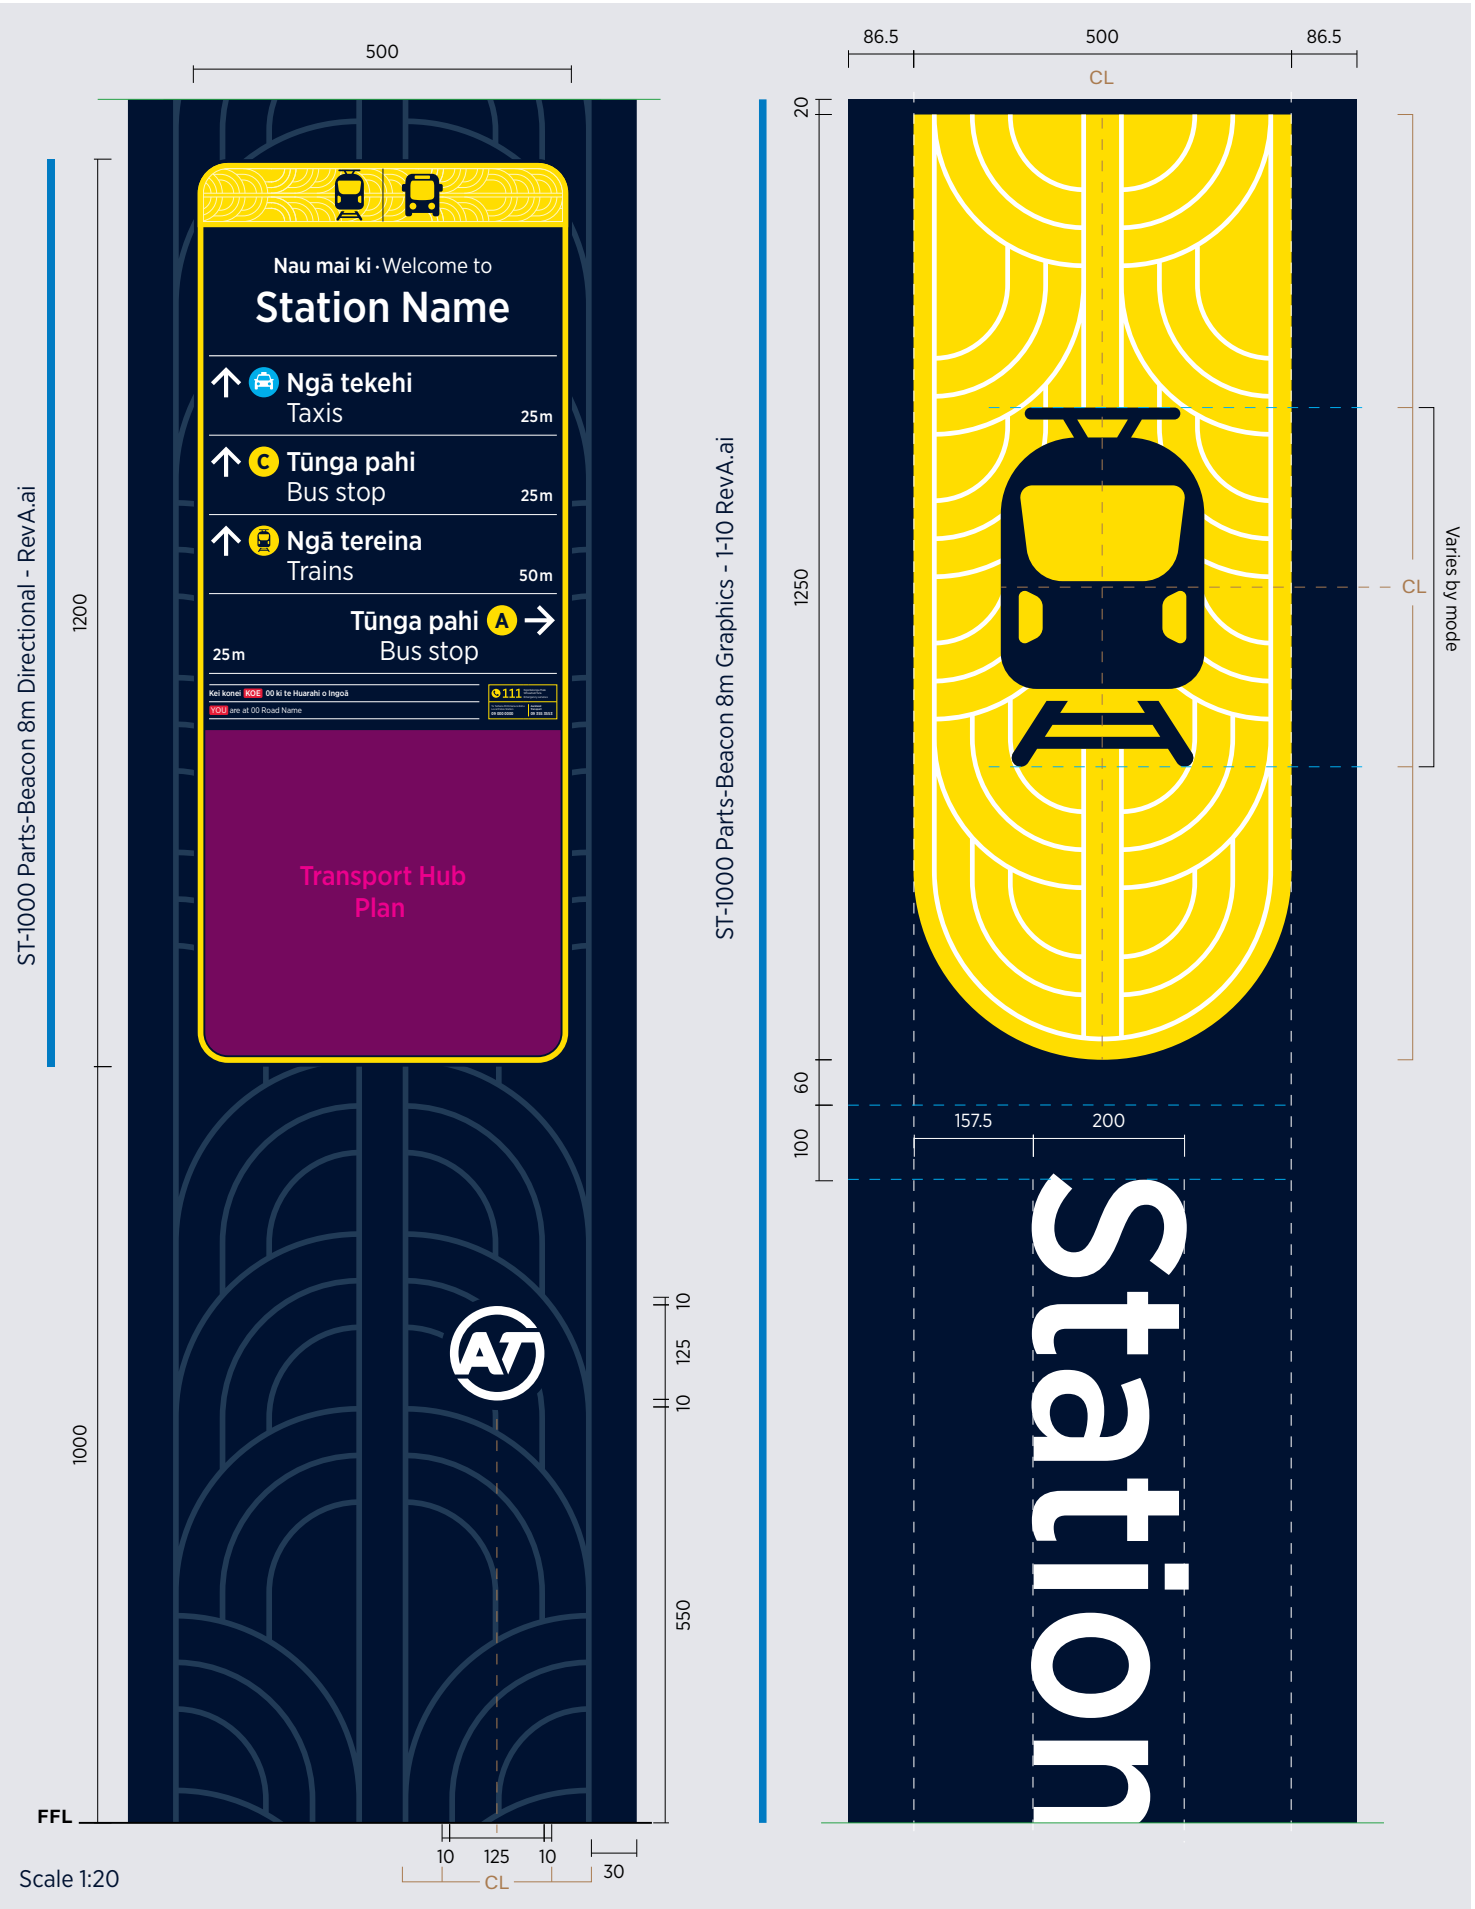 500
ST-1000 Parts-Beacon 8m Directional - RevA.ai
1200
1000
Nau mai ki · Welcome to
Station Name
Ngā tekehi
Taxis
25m
C
Tūnga pahi
Bus stop
25m
Ngā tereina
Trains
50m
Tūnga pahi
A
Bus stop
25m
Kei konei KOE 00 ki te Huarahi o Ingoā
YOU are at 00 Road Name
111
Transport Hub
Plan
AT
10
125
10
550
FFL
10
125
10
30
CL
Scale 1:20
ST-1000 Parts-Beacon 8m Graphics - 1-10 RevA.ai
86.5
500
86.5
CL
20
1250
60
100
CL
Varies by mode
157.5
200
Station